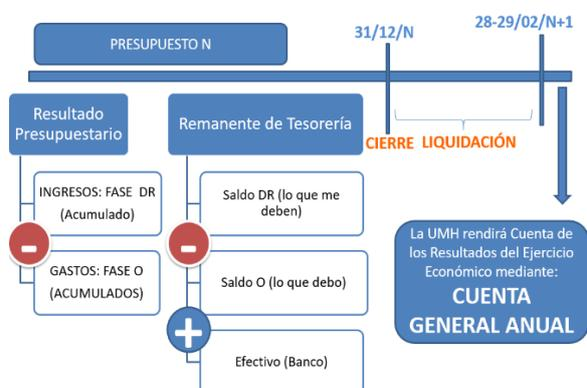 PRESUPUESTO N
31/12/N
28-29/02/N+1
CIERRE
LIQUIDACIÓN
Resultado
Presupuestario
INGRESOS: FASE DR
(Acumulado)
-
GASTOS: FASE O
(ACUMULADOS)
Remanente de Tesorería
Saldo DR (lo que me
deben)
-
Saldo O (lo que debo)
+
Efectivo (Banco)
La UMH rendirá Cuenta de
los Resultados del Ejercicio
Económico mediante:
CUENTA
GENERAL ANUAL